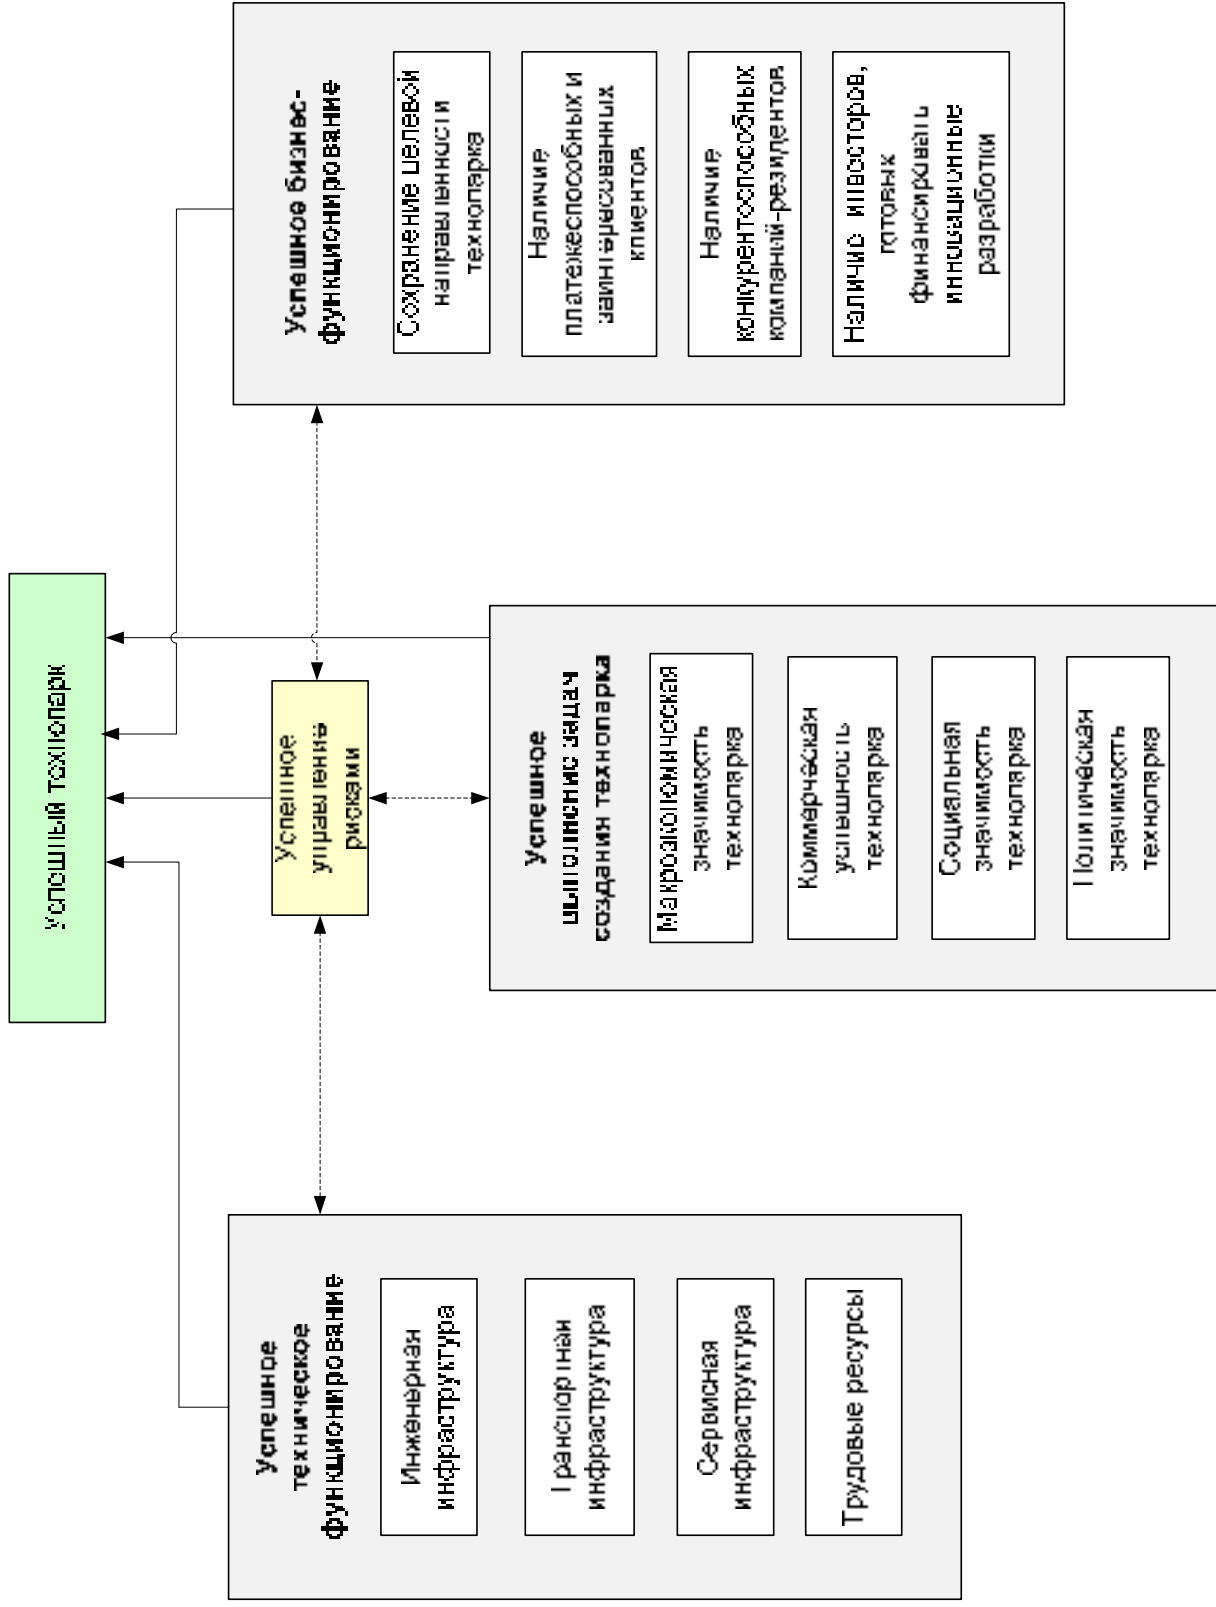 Успешный технопарк
Успешное
управление
рисками
Успешное
техническое
функционирование
Инженерная
инфраструктура
Транспортная
инфраструктура
Сервисная
инфраструктура
Трудовые ресурсы
Успешное
выполнение задач
создания технопарка
Макроэкономическая
значимость
технопарка
Коммерческая
успешность
технопарка
Социальная
значимость
технопарка
Политическая
значимость
технопарка
Успешное бизнес-
функционирование
Сохранение целевой
направленности
технопарка
Наличие
платежеспособных и
заинтересованных
клиентов
Наличие
конкурентоспособных
компаний-резидентов
Наличие инвесторов,
готовых
финансировать
инновационные
разработки